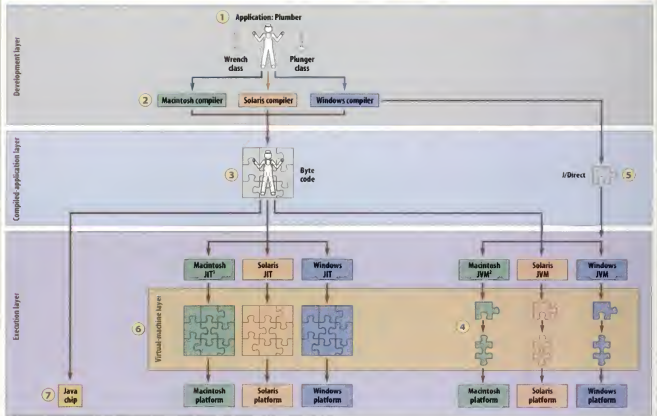 1 Application: Plumber
Wrench class
Plunger class
Development layer
2 Macintosh compiler
Solaris compiler
Windows compiler
Compiled-application layer
3 Byte code
J/Direct 5
Execution layer
Macintosh JIT¹
Solaris JIT
Windows JIT
Macintosh JVM²
Solaris JVM
Windows JVM
Virtual-machine layer
6
4
7 Java chip
Macintosh platform
Solaris platform
Windows platform
Macintosh platform
Solaris platform
Windows platform